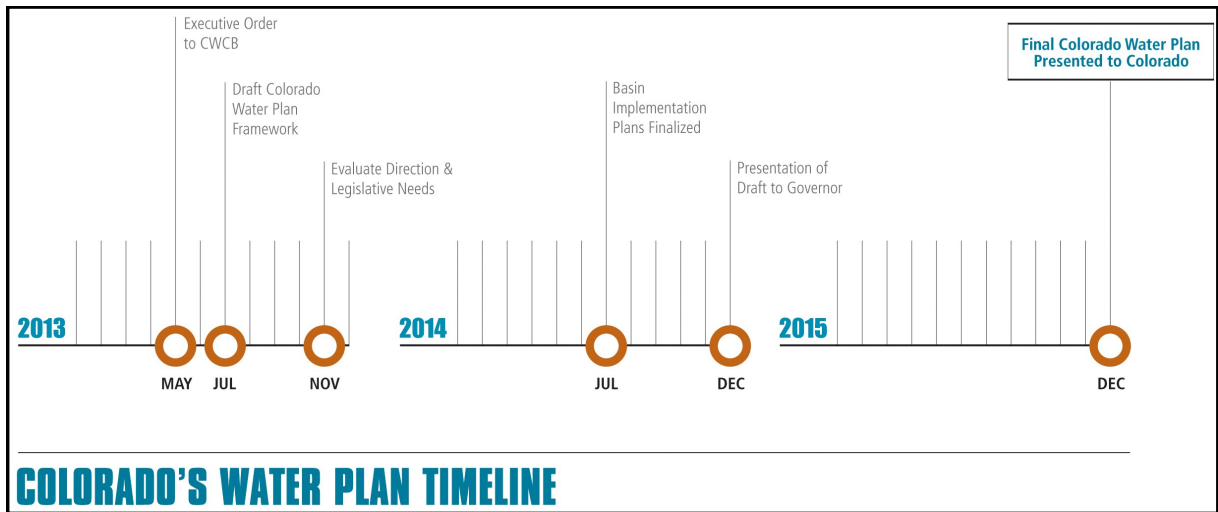 Executive Order
to CWCB
Draft Colorado
Water Plan
Framework
Evaluate Direction &
Legislative Needs
Basin
Implementation
Plans Finalized
Presentation of
Draft to Governor
Final Colorado Water Plan
Presented to Colorado
2013
MAY
JUL
NOV
2014
JUL
DEC
2015
DEC
COLORADO'S WATER PLAN TIMELINE